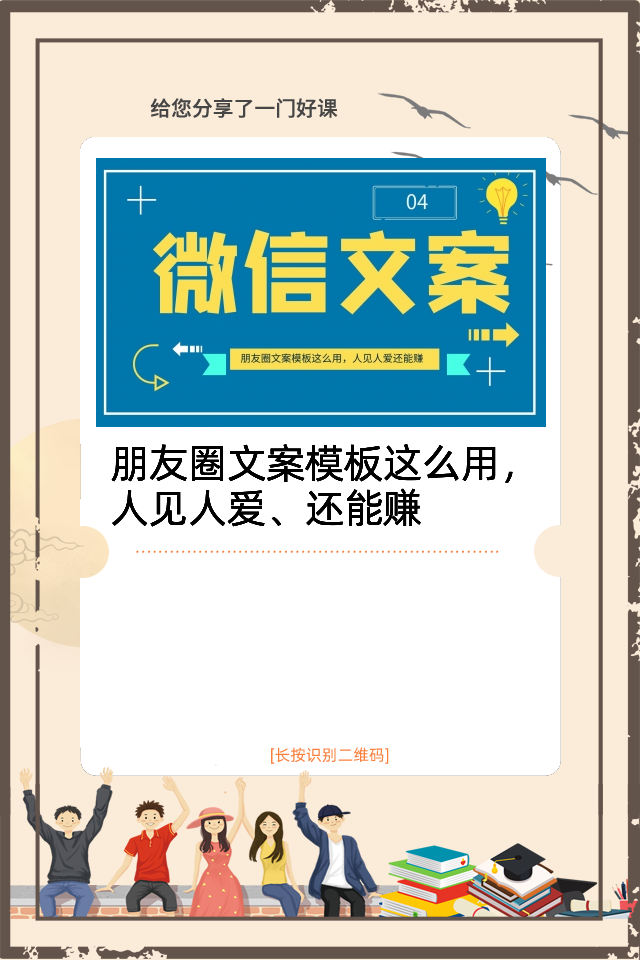 给您分享了一门好课
04
微信文案
朋友圈文案模板这么用，人见人爱还能赚
朋友圈文案模板这么用，
人见人爱、还能赚
[长按识别二维码]